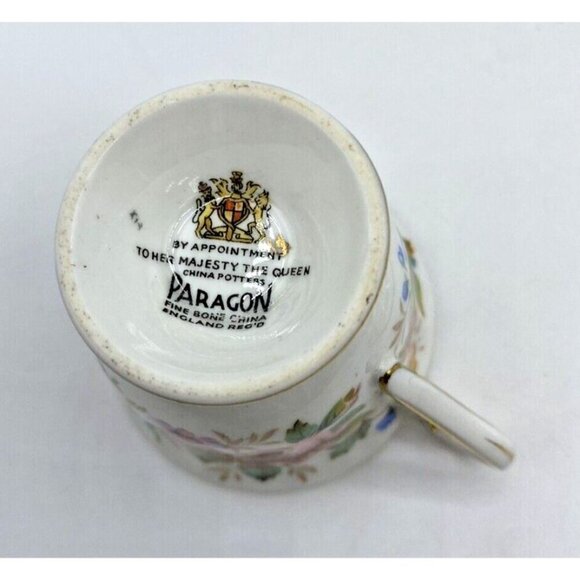 BY APPOINTMENT
TO HER MAJESTY THE QUEEN
CHINA POTTERS
PARAGON
FINE BONE CHINA
ENGLAND REG'D